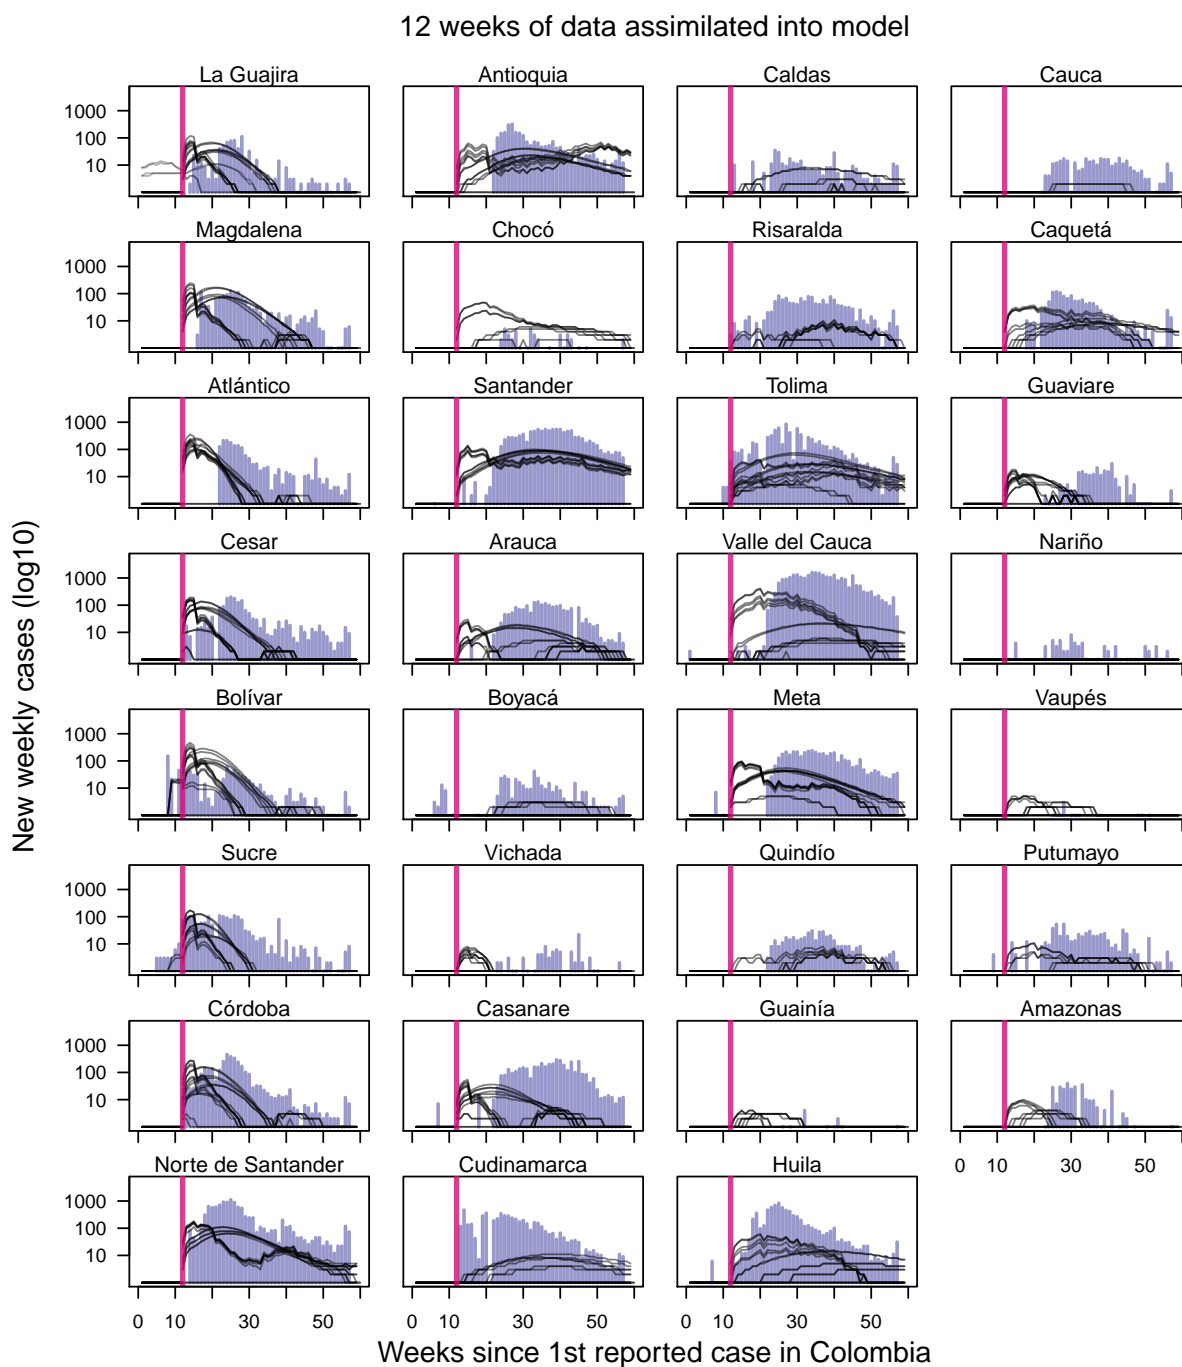 12 weeks of data assimilated into model
La Guajira Antioquia Caldas Cauca
1000
100
10
Magdalena Chocó Risaralda Caquetá
1000
100
10
Atlántico Santander Tolima Guaviare
1000
100
10
Cesar Arauca Valle del Cauca Nariño
1000
100
10
Bolívar Boyacá Meta Vaupés
1000
100
10
Sucre Vichada Quindío Putumayo
1000
100
10
Córdoba Casanare Guainía Amazonas
1000
100
10
0 10 30 50
Norte de Santander Cudinamarca Huila
1000
100
10
0 10 30 50 0 10 30 50 0 10 30 50
New weekly cases (log10)
Weeks since 1st reported case in Colombia